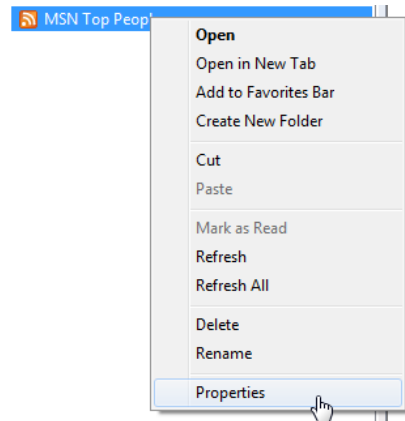 MSN Top Peopl
Open
Open in New Tab
Add to Favorites Bar
Create New Folder
Cut
Paste
Mark as Read
Refresh
Refresh All
Delete
Rename
Properties